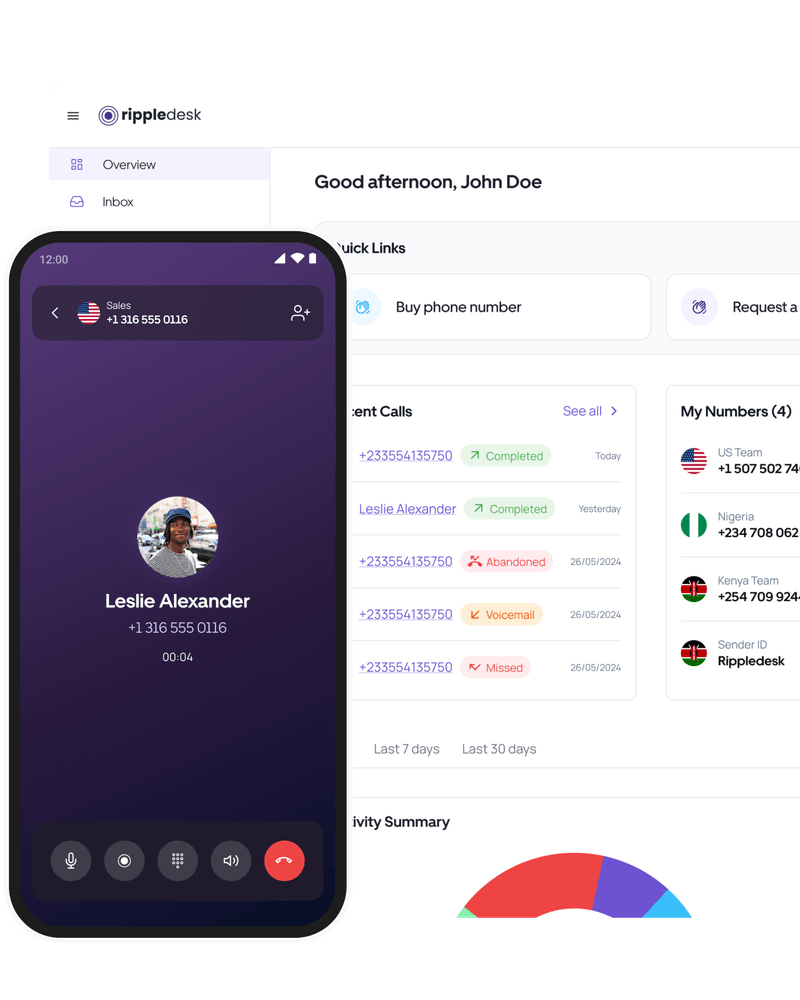 rippledesk
Overview
Inbox
Good afternoon, John Doe
uick Links
Buy phone number
Request a
cent Calls
See all
+233554135750 Completed Today
Leslie Alexander Completed Yesterday
+233554135750 Abandoned 26/05/2024
+233554135750 Voicemail 26/05/2024
+233554135750 Missed 26/05/2024
My Numbers (4)
US Team
+1 507 502 74
Nigeria
+234 708 062
Kenya Team
+254 709 924
Sender ID
Rippledesk
Last 7 days Last 30 days
ivity Summary
12:00
Sales
+1 316 555 0116
Leslie Alexander
+1 316 555 0116
00:04